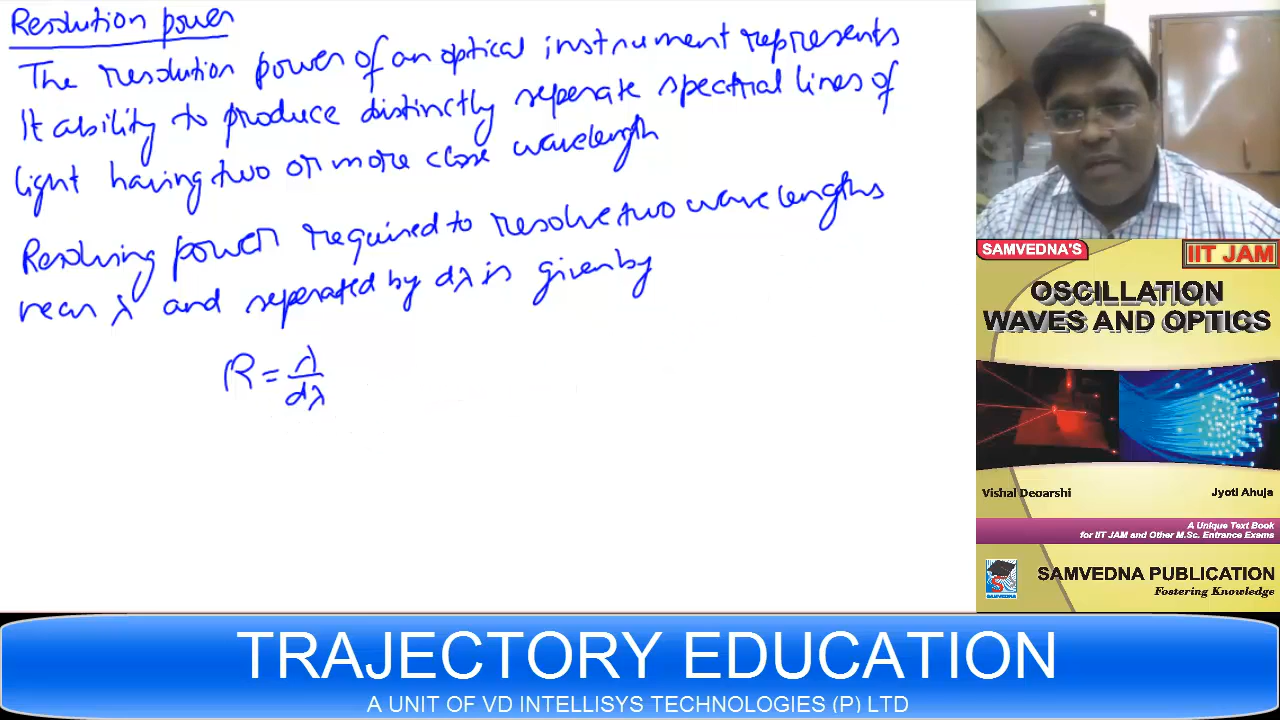 Resolution power
The resolution power of an optical instrument represents
It ability to produce distinctly seperate spectral lines of
light having two or more close wavelength
Resolving power required to resolve two wavelengths
near λ and seperated by dλ is given by
R = λ/dλ
SAMVEDNA'S
IIT JAM
OSCILLATION
WAVES AND OPTICS
Vishal Deoarshi
Jyoti Ahuja
A Unique Text Book
for IIT JAM and Other M.Sc. Entrance Exams
SAMVEDNA
SAMVEDNA PUBLICATION
Fostering Knowledge
TRAJECTORY EDUCATION
A UNIT OF VD INTELLISYS TECHNOLOGIES (P) LTD